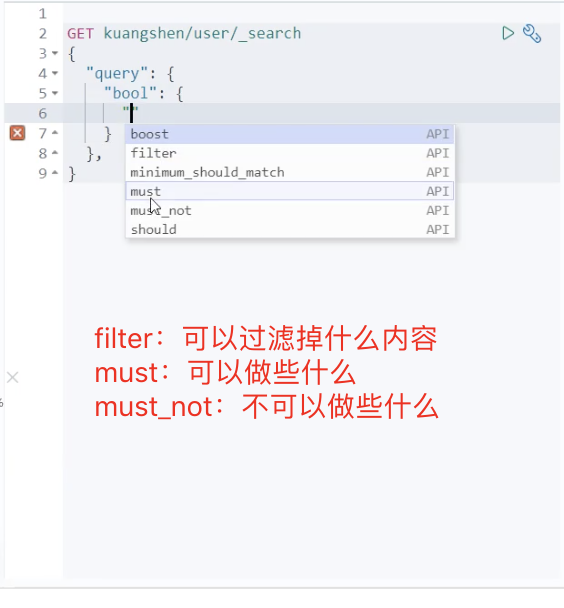 1
2 GET kuangshen/user/_search
3 {
4 "query": {
5 "bool": {
6 ""
7 }
8 },
9 }
boost API
filter API
minimum_should_match API
must API
must_not API
should API
filter：可以过滤掉什么内容
must：可以做些什么
must_not：不可以做些什么
%